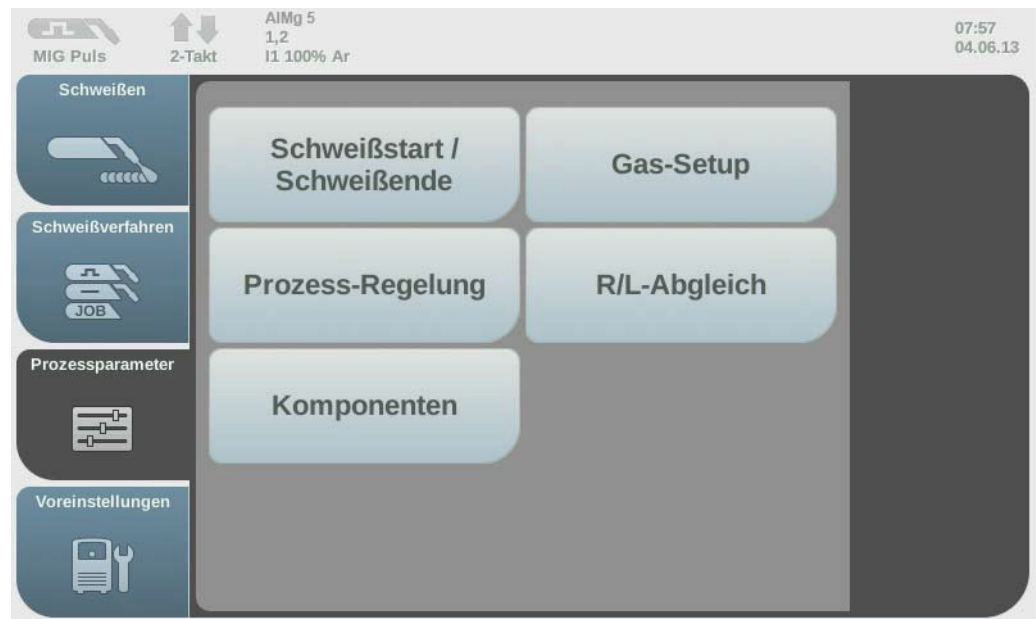 MIG Puls
2-Takt
AlMg 5
1,2
I1 100% Ar
07:57
04.06.13
Schweißen
Schweißverfahren
JOB
Prozessparameter
Voreinstellungen
Schweißstart /
Schweißende
Gas-Setup
Prozess-Regelung
R/L-Abgleich
Komponenten